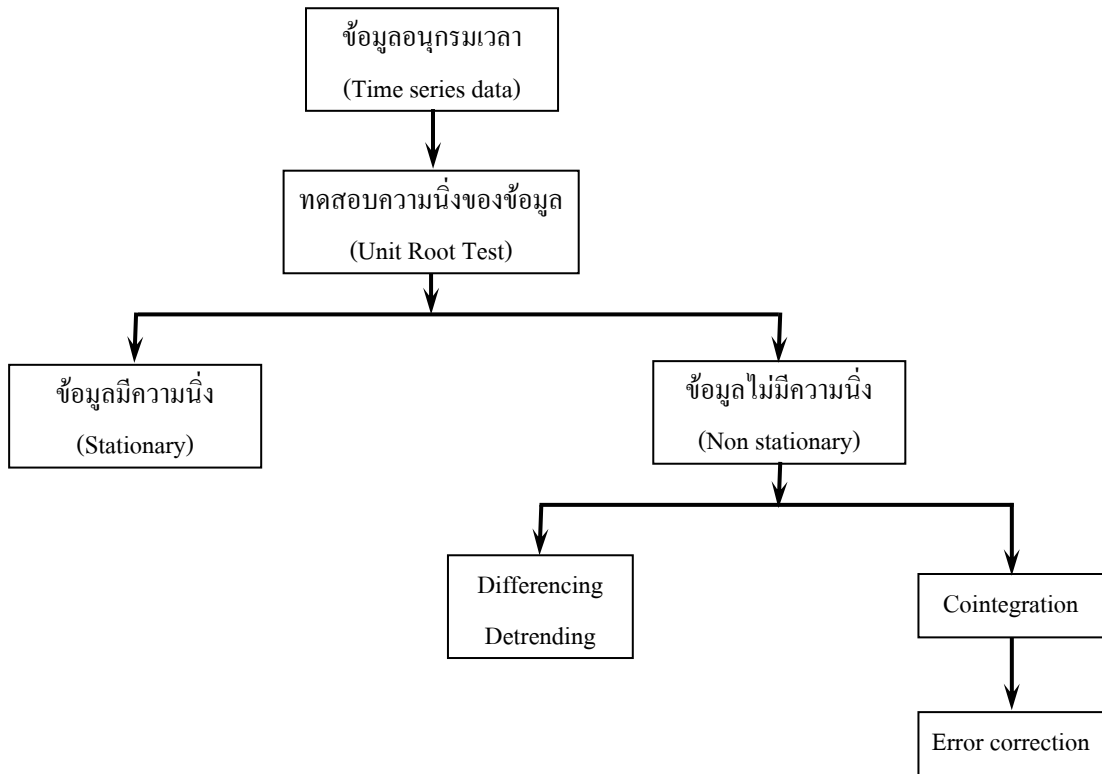 ข้อมูลอนุกรมเวลา
(Time series data)
ทดสอบความนิ่งของข้อมูล
(Unit Root Test)
ข้อมูลมีความนิ่ง
(Stationary)
ข้อมูลไม่มีความนิ่ง
(Non stationary)
Differencing
Detrending
Cointegration
Error correction